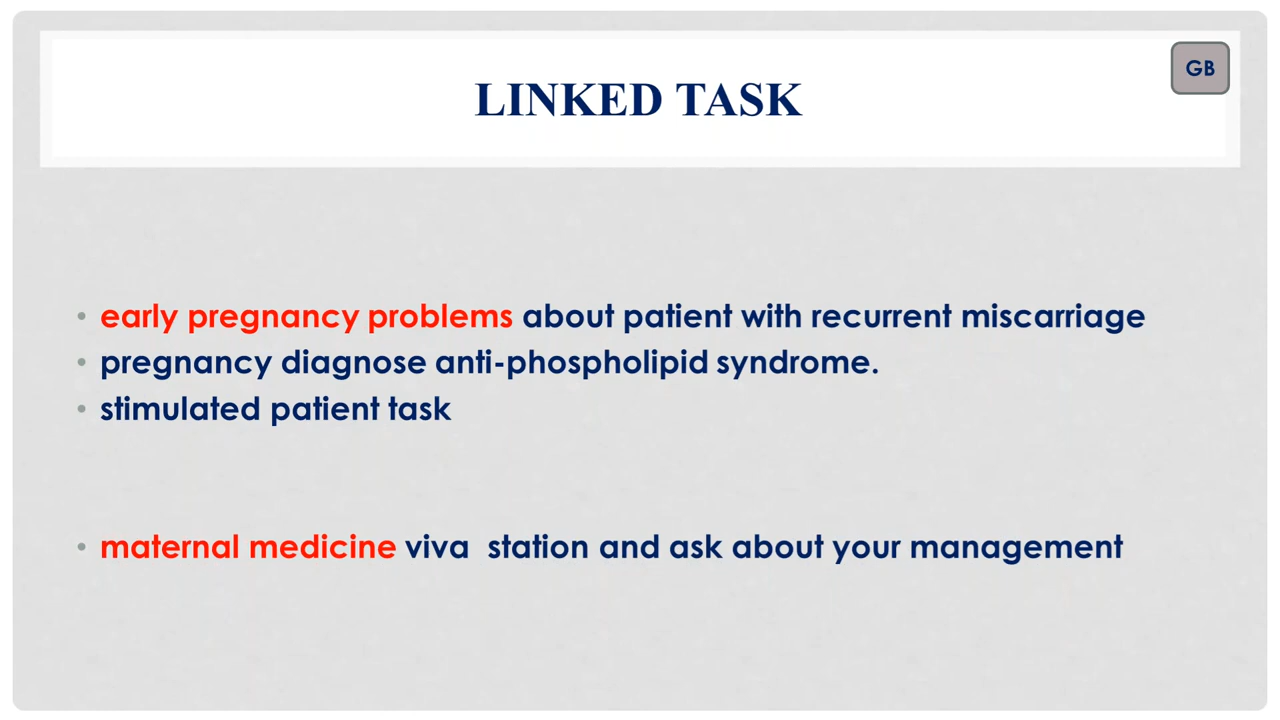 GB
LINKED TASK
• early pregnancy problems about patient with recurrent miscarriage
• pregnancy diagnose anti-phospholipid syndrome.
• stimulated patient task
• maternal medicine viva station and ask about your management